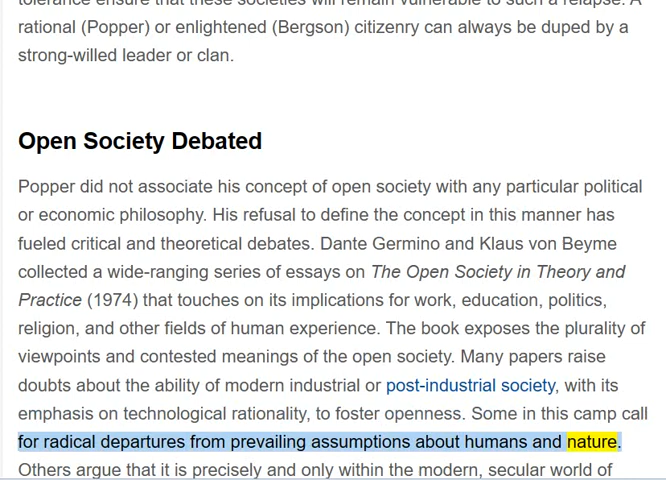 tolerance ensure that these societies will remain vulnerable to such a relapse. A
rational (Popper) or enlightened (Bergson) citizenry can always be duped by a
strong-willed leader or clan.
Open Society Debated
Popper did not associate his concept of open society with any particular political
or economic philosophy. His refusal to define the concept in this manner has
fueled critical and theoretical debates. Dante Germino and Klaus von Beyme
collected a wide-ranging series of essays on The Open Society in Theory and
Practice (1974) that touches on its implications for work, education, politics,
religion, and other fields of human experience. The book exposes the plurality of
viewpoints and contested meanings of the open society. Many papers raise
doubts about the ability of modern industrial or post-industrial society, with its
emphasis on technological rationality, to foster openness. Some in this camp call
for radical departures from prevailing assumptions about humans and nature.
Others argue that it is precisely and only within the modern, secular world of